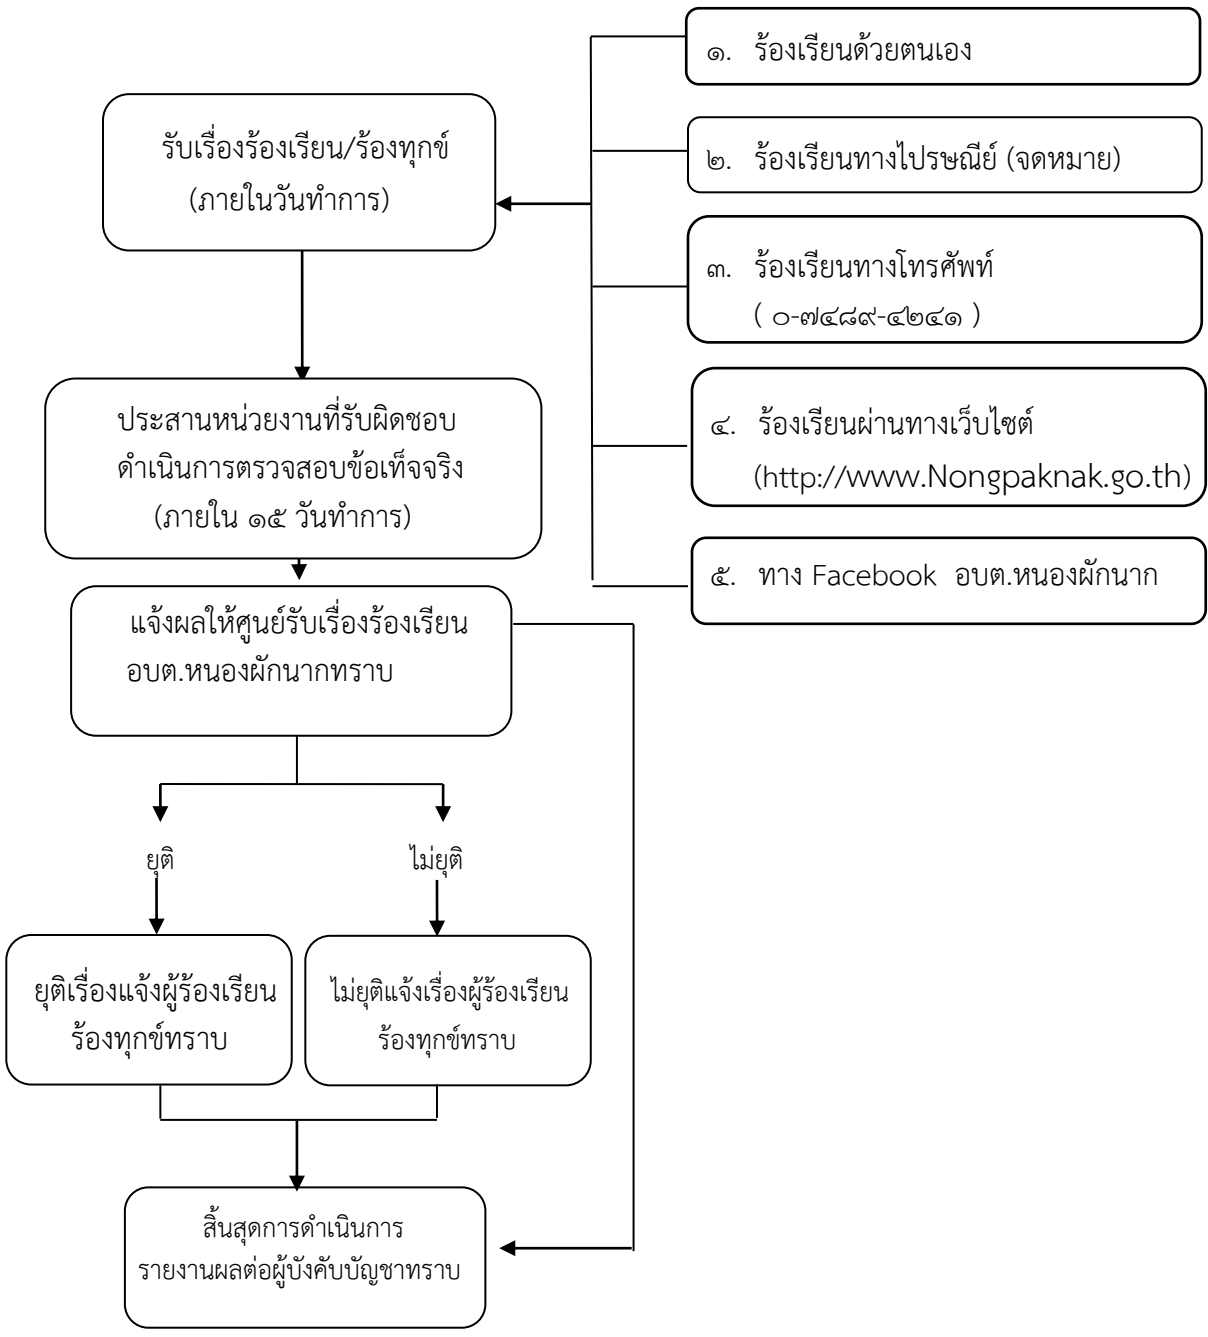 ๑. ร้องเรียนด้วยตนเอง
รับเรื่องร้องเรียน/ร้องทุกข์
(ภายในวันทำการ)
๒. ร้องเรียนทางไปรษณีย์ (จดหมาย)
๓. ร้องเรียนทางโทรศัพท์
( ๐-๗๔๘๙-๔๒๔๑ )
ประสานหน่วยงานที่รับผิดชอบ
ดำเนินการตรวจสอบข้อเท็จจริง
(ภายใน ๑๕ วันทำการ)
๔. ร้องเรียนผ่านทางเว็บไซต์
(http://www.Nongpaknak.go.th)
๕. ทาง Facebook อบต.หนองผักนาก
แจ้งผลให้ศูนย์รับเรื่องร้องเรียน
อบต.หนองผักนากทราบ
ยุติ
ไม่ยุติ
ยุติเรื่องแจ้งผู้ร้องเรียน
ร้องทุกข์ทราบ
ไม่ยุติแจ้งเรื่องผู้ร้องเรียน
ร้องทุกข์ทราบ
สิ้นสุดการดำเนินการ
รายงานผลต่อผู้บังคับบัญชาทราบ